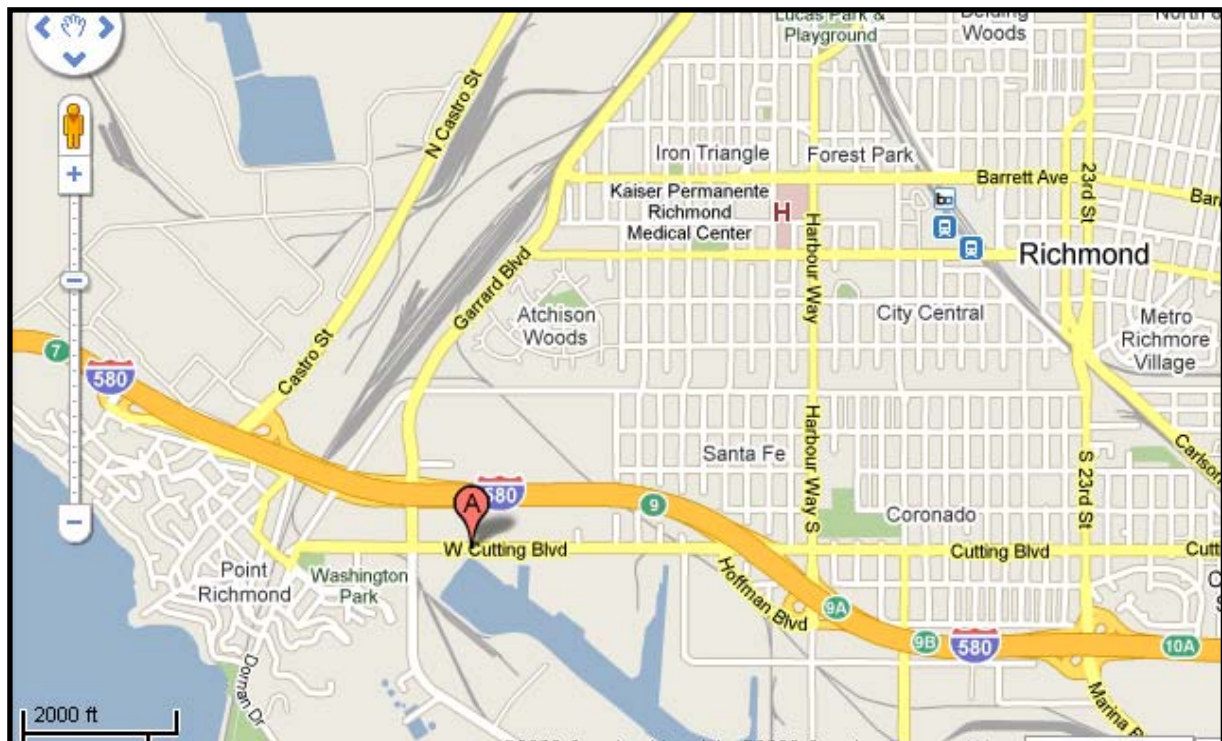 Lucas Park &
Playground
Belding
Woods
N Castro St
Iron Triangle
Forest Park
Barrett Ave
23rd St
Kaiser Permanente
Richmond
Medical Center
H
Harbour Way
Richmond
Garrard Blvd
Atchison
Woods
City Central
Metro
Richmore
Village
7
580
Castro St
Harbour Way S
Santa Fe
S 23rd St
A
580
9
Coronado
W Cutting Blvd
Cutting Blvd
Point
Richmond
Washington
Park
Hoffman Blvd
9A
9B
580
10A
Dornan Dr
2000 ft